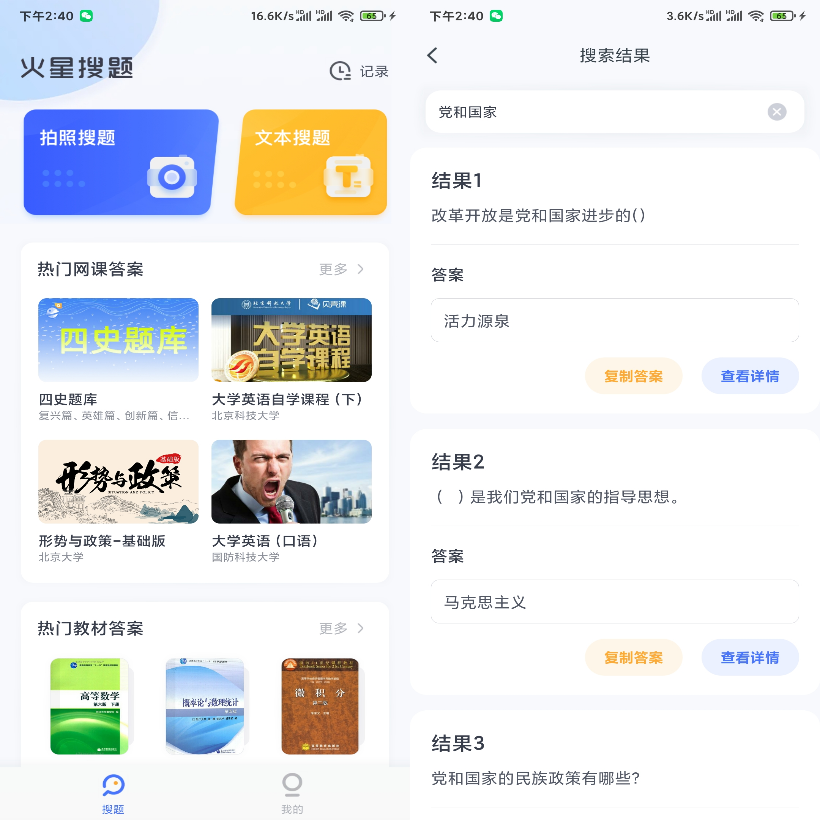 下午2:40
16.6K/s
HD
HD
65
火星搜题
记录
拍照搜题
文本搜题
T
热门网课答案
更多
四史题库
大学英语
自学课程
四史题库
复兴篇、英雄篇、创新篇、信...
大学英语自学课程（下）
北京科技大学
形势与政策
基础版
形势与政策-基础版
北京大学
大学英语（口语）
国防科技大学
热门教材答案
更多
高等数学
概率论与数理统计
微 积 分
搜题
我的
下午2:40
3.6K/s
HD
HD
65
搜索结果
党和国家
结果1
改革开放是党和国家进步的()
答案
活力源泉
复制答案
查看详情
结果2
（ ）是我们党和国家的指导思想。
答案
马克思主义
复制答案
查看详情
结果3
党和国家的民族政策有哪些?